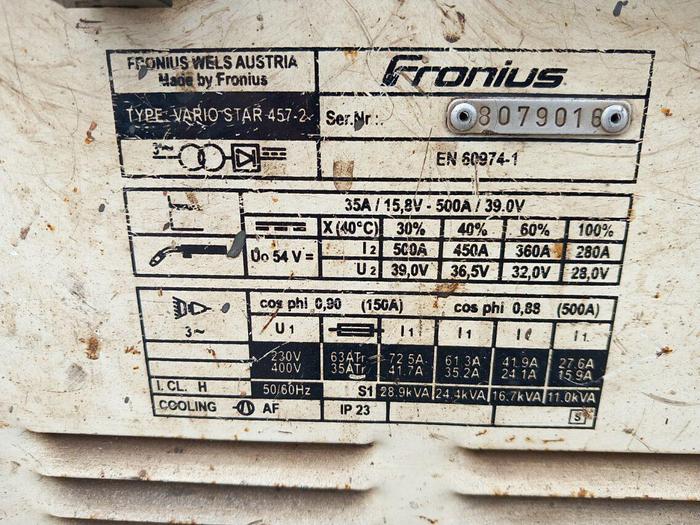 FRONIUS WELS AUSTRIA
Made by Fronius
Fronius
TYPE: VARIO STAR 457-2
Ser.Nr.:
8079016
3~
EN 60974-1
35A / 15,8V - 500A / 39.0V
X (40°C) 30% 40% 60% 100%
Uo 54 V =
I2 500A 450A 360A 280A
U2 39,0V 36,5V 32,0V 28,0V
cos phi 0,90 (150A) cos phi 0,88 (500A)
3~ U1 I1 I1 I1 I1
230V 63ATr 72.5A 61.3A 41.9A 27.6A
400V 35ATr 41.7A 35.2A 24.1A 15.9A
I. CL. H 50/60Hz S1 28.9kVA 24.4kVA 16.7kVA 11.0kVA
COOLING AF IP 23 S